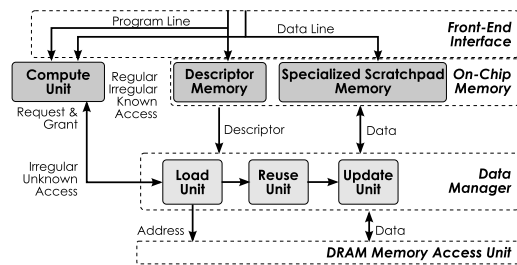 Program Line
Data Line
Front-End
Interface
Compute
Unit
Regular
Irregular
Known
Access
Descriptor
Memory
Specialized Scratchpad
Memory
On-Chip
Memory
Request &
Grant
Descriptor
Data
Irregular
Unknown
Access
Load
Unit
Reuse
Unit
Update
Unit
Data
Manager
Address
Data
DRAM Memory Access Unit